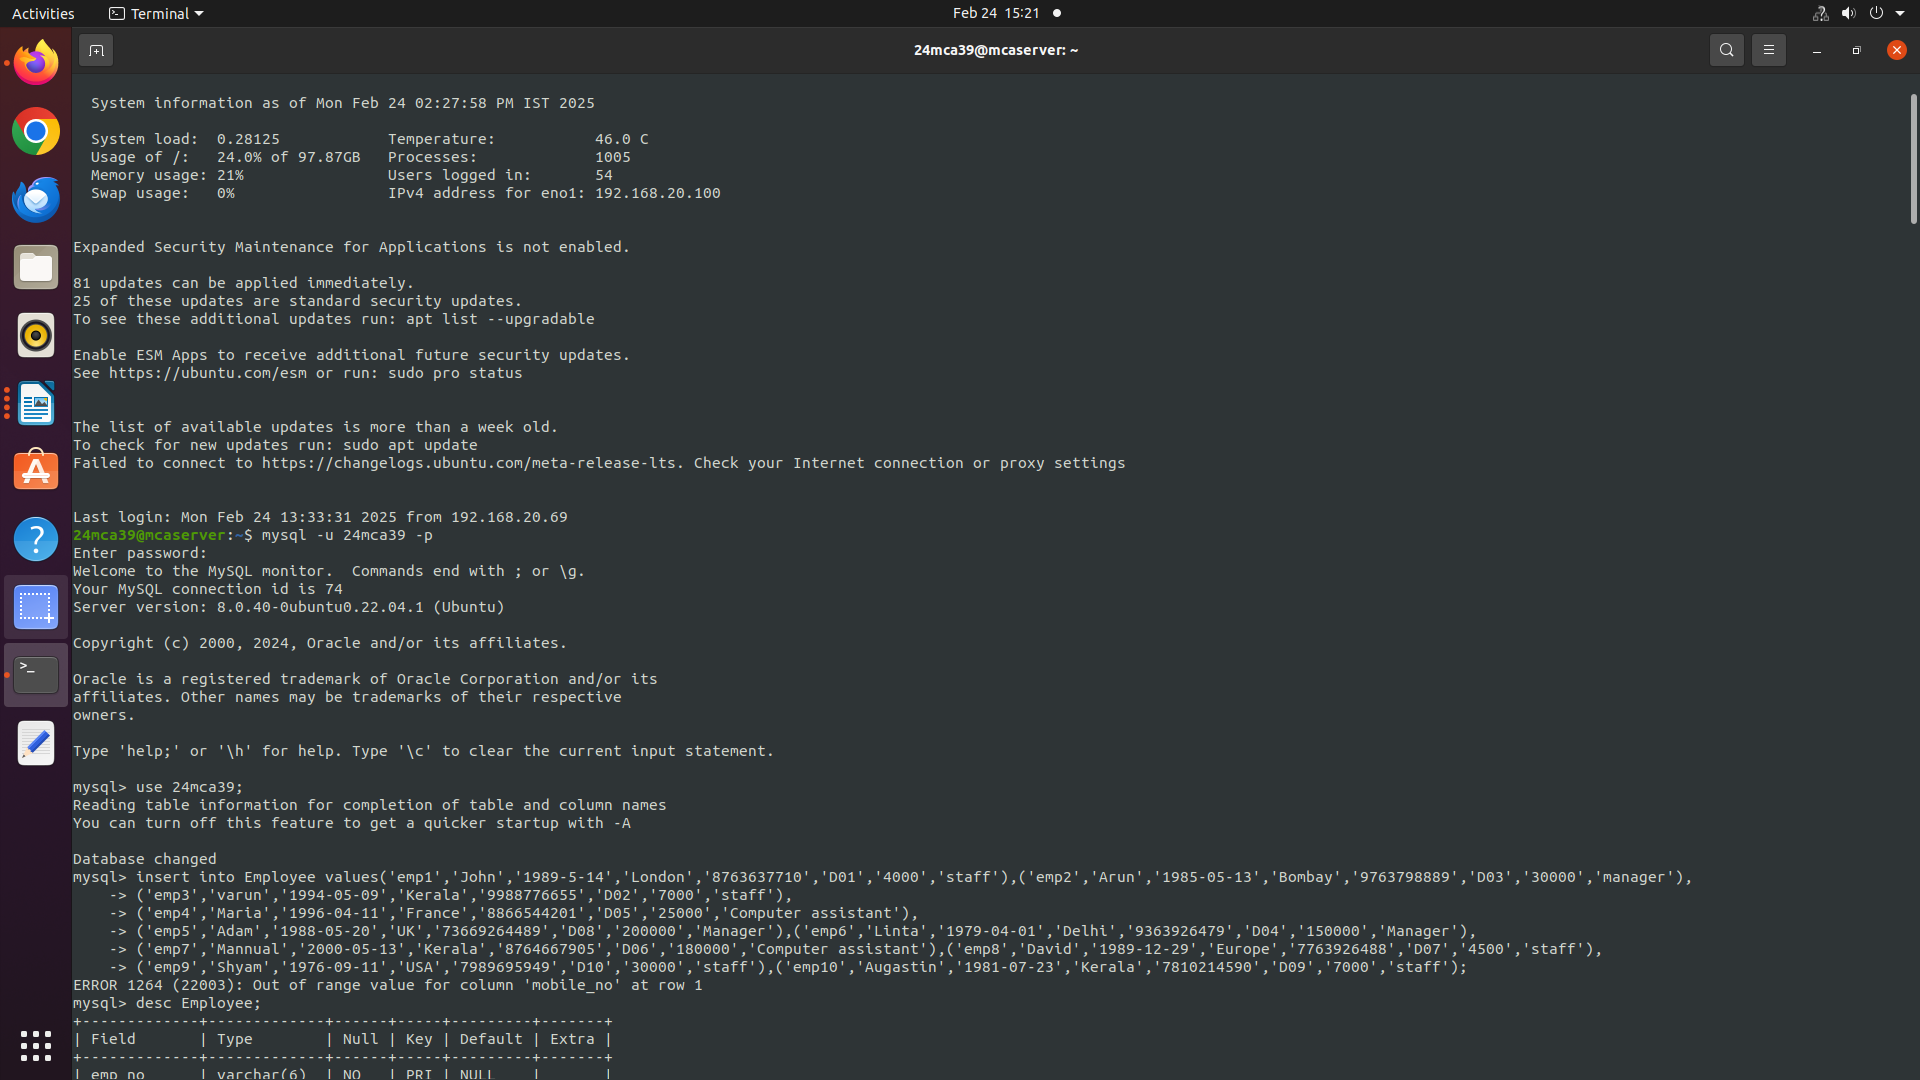 Activities
Terminal
Feb 24 15:21
24mca39@mcaserver: ~
System information as of Mon Feb 24 02:27:58 PM IST 2025
System load:  0.28125            Temperature:           46.0 C
Usage of /:   24.0% of 97.87GB   Processes:             1005
Memory usage: 21%                Users logged in:       54
Swap usage:   0%                 IPv4 address for eno1: 192.168.20.100
Expanded Security Maintenance for Applications is not enabled.
81 updates can be applied immediately.
25 of these updates are standard security updates.
To see these additional updates run: apt list --upgradable
Enable ESM Apps to receive additional future security updates.
See https://ubuntu.com/esm or run: sudo pro status
The list of available updates is more than a week old.
To check for new updates run: sudo apt update
Failed to connect to https://changelogs.ubuntu.com/meta-release-lts. Check your Internet connection or proxy settings
Last login: Mon Feb 24 13:33:31 2025 from 192.168.20.69
24mca39@mcaserver:~$ mysql -u 24mca39 -p
Enter password:
Welcome to the MySQL monitor.  Commands end with ; or \g.
Your MySQL connection id is 74
Server version: 8.0.40-0ubuntu0.22.04.1 (Ubuntu)
Copyright (c) 2000, 2024, Oracle and/or its affiliates.
Oracle is a registered trademark of Oracle Corporation and/or its
affiliates. Other names may be trademarks of their respective
owners.
Type 'help;' or '\h' for help. Type '\c' to clear the current input statement.
mysql> use 24mca39;
Reading table information for completion of table and column names
You can turn off this feature to get a quicker startup with -A
Database changed
mysql> insert into Employee values('emp1','John','1989-5-14','London','8763637710','D01','4000','staff'),('emp2','Arun','1985-05-13','Bombay','9763798889','D03','30000','manager'),
    -> ('emp3','varun','1994-05-09','Kerala','9988776655','D02','7000','staff'),
    -> ('emp4','Maria','1996-04-11','France','8866544201','D05','25000','Computer assistant'),
    -> ('emp5','Adam','1988-05-20','UK','73669264489','D08','200000','Manager'),('emp6','Linta','1979-04-01','Delhi','9363926479','D04','150000','Manager'),
    -> ('emp7','Mannual','2000-05-13','Kerala','8764667905','D06','180000','Computer assistant'),('emp8','David','1989-12-29','Europe','7763926488','D07','4500','staff'),
    -> ('emp9','Shyam','1976-09-11','USA','7989695949','D10','30000','staff'),('emp10','Augastin','1981-07-23','Kerala','7810214590','D09','7000','staff');
ERROR 1264 (22003): Out of range value for column 'mobile_no' at row 1
mysql> desc Employee;
+-------------+-------------+------+-----+---------+-------+
| Field       | Type        | Null | Key | Default | Extra |
+-------------+-------------+------+-----+---------+-------+
| emp_no      | varchar(6)  | NO   | PRI | NULL    |       |